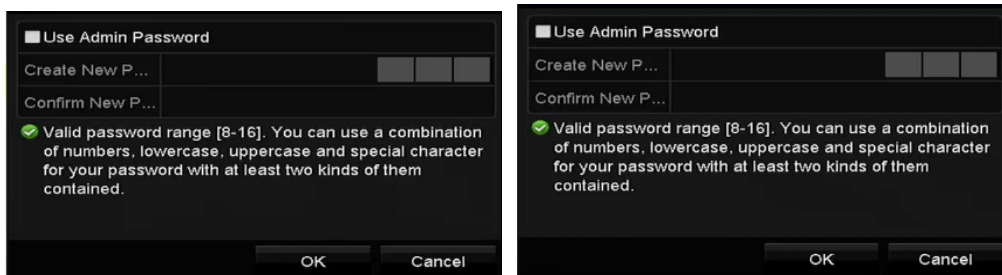 Use Admin Password
Create New P...
Confirm New P...
Valid password range [8-16]. You can use a combination
of numbers, lowercase, uppercase and special character
for your password with at least two kinds of them
contained.
OK Cancel
Use Admin Password
Create New P...
Confirm New P...
Valid password range [8-16]. You can use a combination
of numbers, lowercase, uppercase and special character
for your password with at least two kinds of them
contained.
OK Cancel